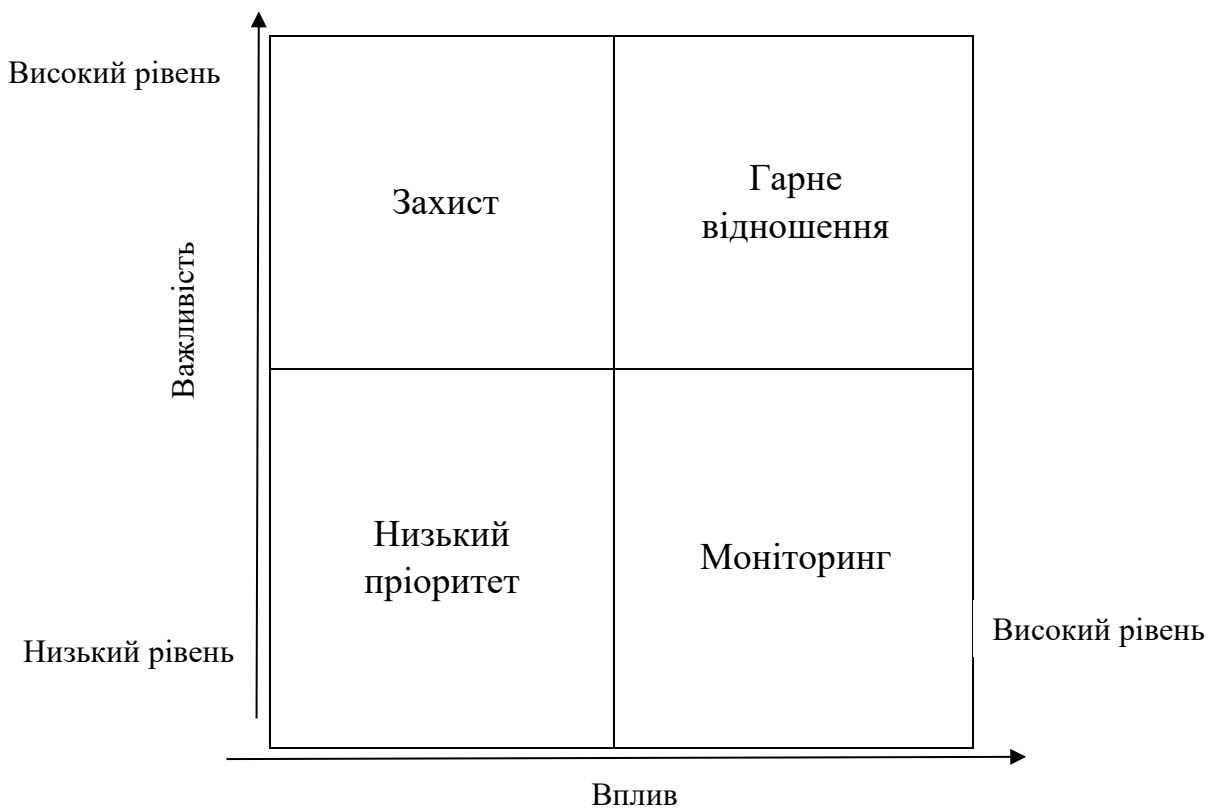 Високий рівень
Захист
Гарне
відношення
Важливість
Низький
пріоритет
Моніторинг
Низький рівень
Високий рівень
Вплив